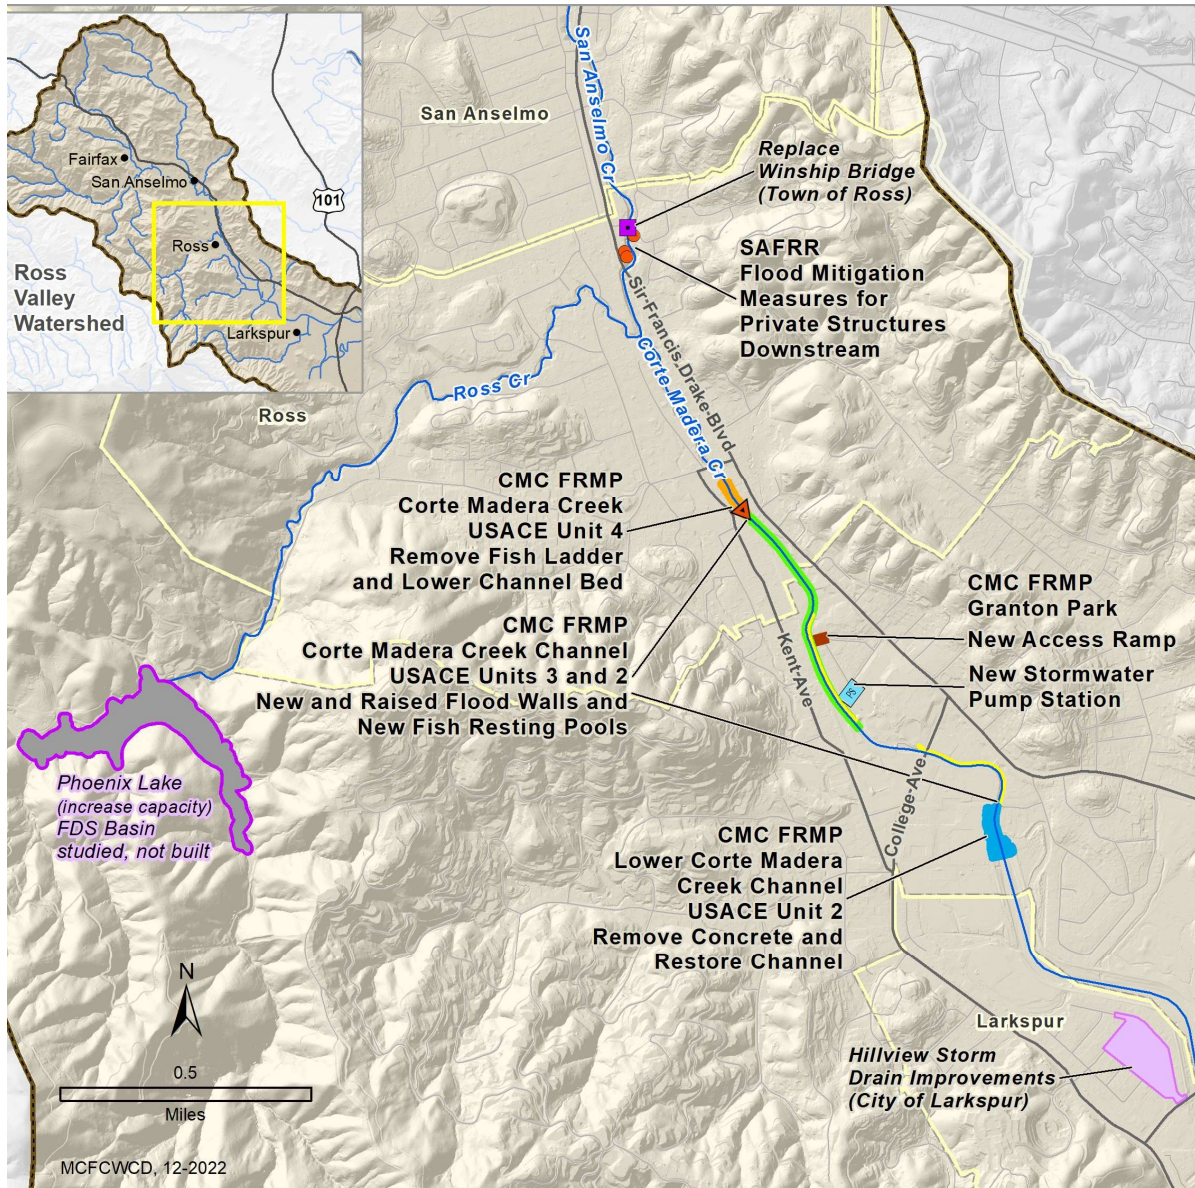 Fairfax
San Anselmo
101
Ross
Ross
Valley
Watershed
Larkspur
San Anselmo
San Anselmo Cr
Replace
Winship Bridge
(Town of Ross)
SAFRR
Flood Mitigation
Measures for
Private Structures
Downstream
Sir Francis Drake Blvd
Corte Madera Cr
Ross Cr
Ross
CMC FRMP
Corte Madera Creek
USACE Unit 4
Remove Fish Ladder
and Lower Channel Bed
CMC FRMP
Corte Madera Creek Channel
USACE Units 3 and 2
New and Raised Flood Walls and
New Fish Resting Pools
CMC FRMP
Granton Park
New Access Ramp
New Stormwater
Pump Station
PS
Kent Ave
College Ave
Phoenix Lake
(increase capacity)
FDS Basin
studied, not built
CMC FRMP
Lower Corte Madera
Creek Channel
USACE Unit 2
Remove Concrete and
Restore Channel
Larkspur
Hillview Storm
Drain Improvements
(City of Larkspur)
N
0.5
Miles
MCFCWCD, 12-2022